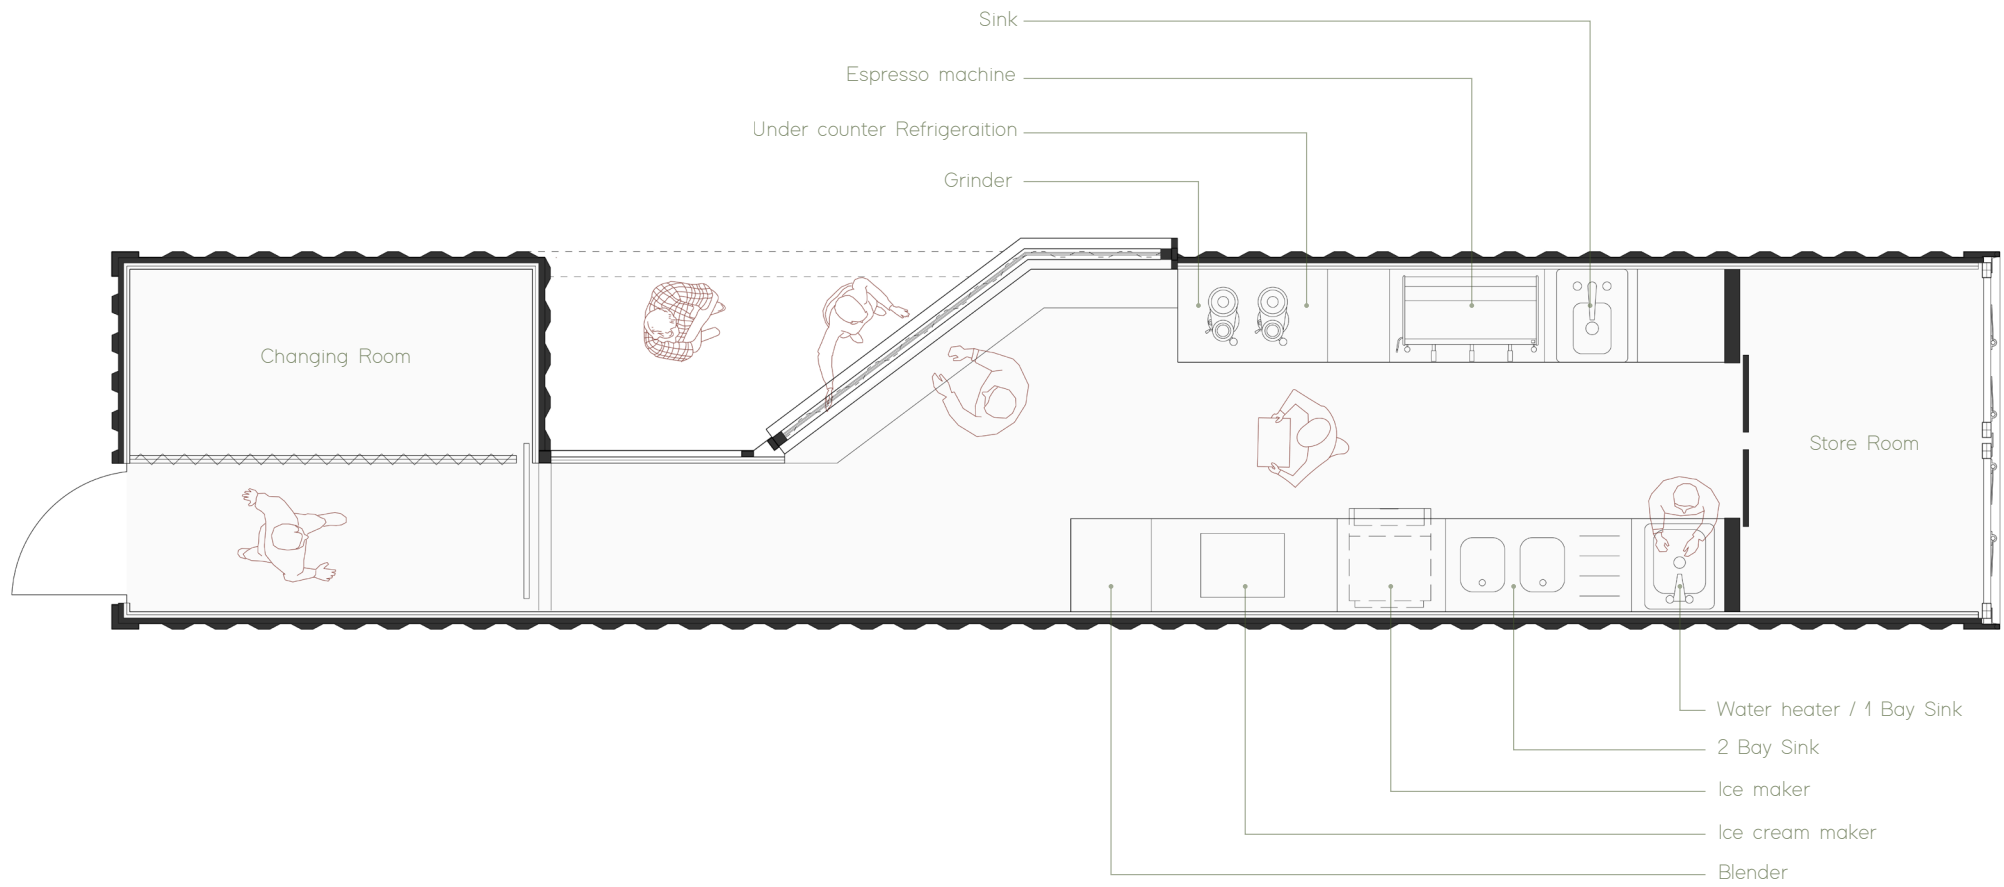 Sink
Espresso machine
Under counter Refrigeraition
Grinder
Changing Room
Store Room
Water heater / 1 Bay Sink
2 Bay Sink
Ice maker
Ice cream maker
Blender